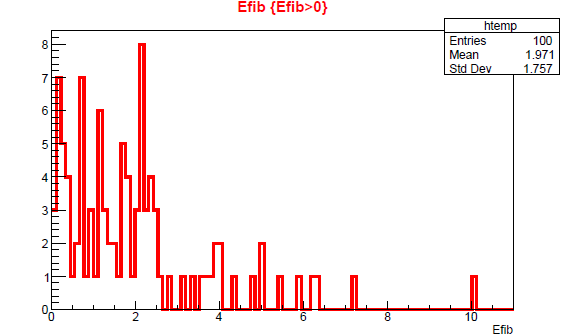 Efib {Efib>0}
htemp
Entries 100
Mean 1.971
Std Dev 1.757
8
7
6
5
4
3
2
1
0
0 2 4 6 8 10
Efib